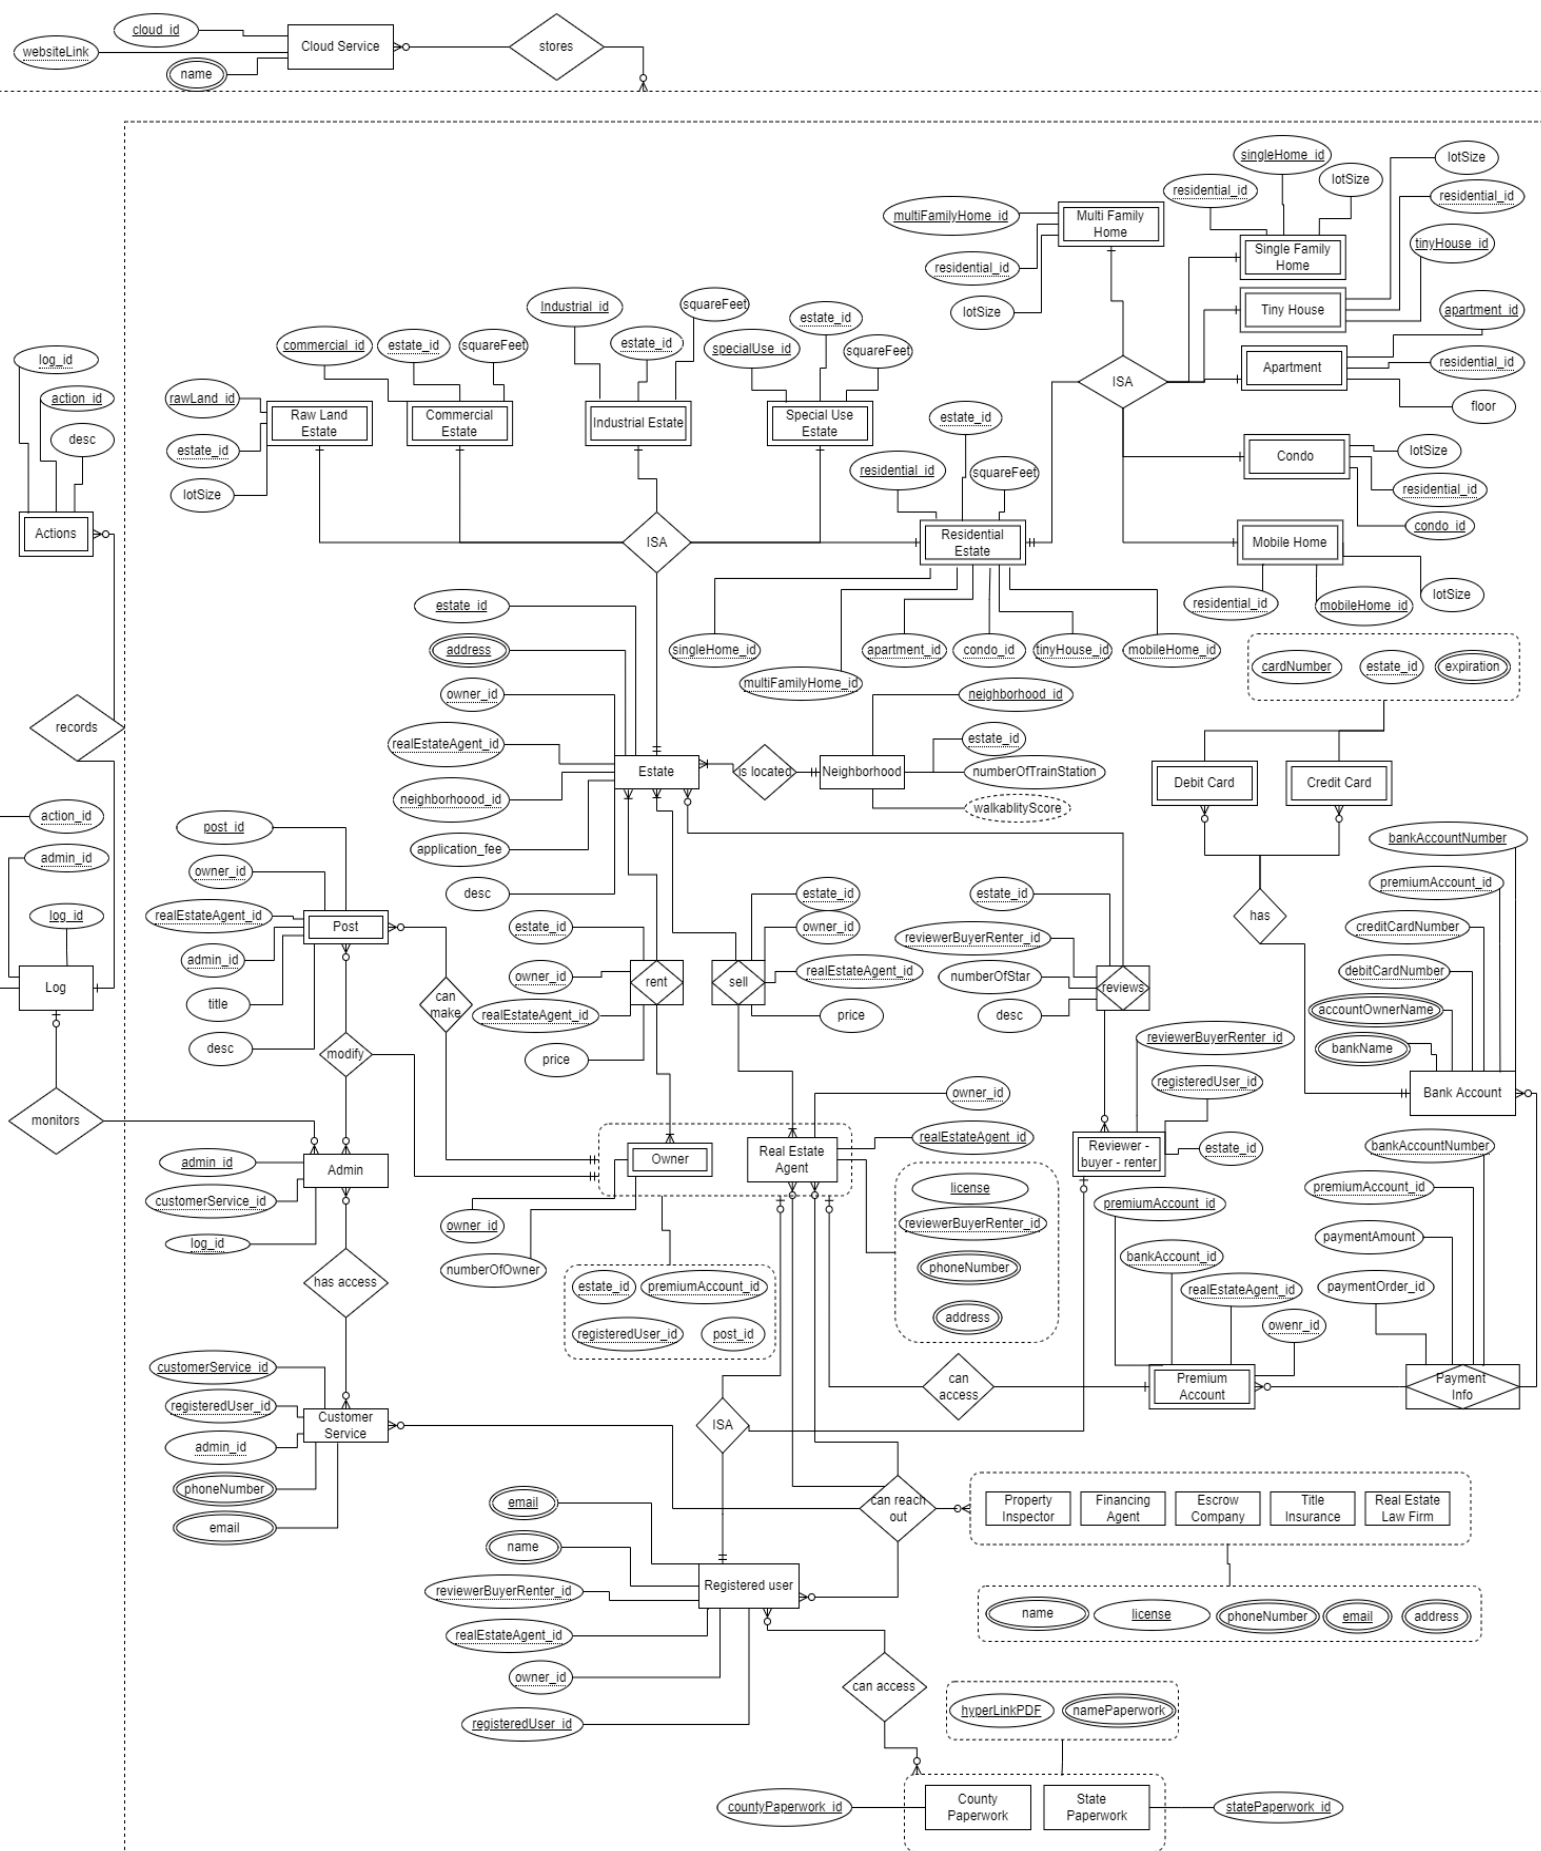 cloud_id
websiteLink
name
Cloud Service
stores
singleHome_id
lotSize
residential_id
lotSize
residential_id
tinyHouse_id
multiFamilyHome_id
Multi Family
Home
residential_id
lotSize
Single Family
Home
Tiny House
apartment_id
Apartment
residential_id
floor
ISA
Condo
lotSize
residential_id
condo_id
Mobile Home
residential_id
mobileHome_id
lotSize
log_id
action_id
desc
Actions
rawLand_id
estate_id
lotSize
Raw Land
Estate
commercial_id
estate_id
squareFeet
Commercial
Estate
Industrial_id
estate_id
squareFeet
Industrial Estate
specialUse_id
estate_id
squareFeet
Special Use
Estate
ISA
estate_id
residential_id
squareFeet
Residential
Estate
singleHome_id
multiFamilyHome_id
apartment_id
condo_id
tinyHouse_id
mobileHome_id
estate_id
address
owner_id
realEstateAgent_id
neighborhoood_id
application_fee
desc
Estate
is located
Neighborhood
neighborhood_id
estate_id
numberOfTrainStation
walkablityScore
cardNumber
estate_id
expiration
Debit Card
Credit Card
has
bankAccountNumber
premiumAccount_id
creditCardNumber
debitCardNumber
accountOwnerName
bankName
Bank Account
records
action_id
admin_id
log_id
Log
monitors
post_id
owner_id
realEstateAgent_id
admin_id
title
desc
Post
can
make
modify
estate_id
owner_id
realEstateAgent_id
price
rent
sell
estate_id
owner_id
realEstateAgent_id
price
estate_id
reviewerBuyerRenter_id
numberOfStar
desc
reviews
reviewerBuyerRenter_id
registeredUser_id
estate_id
Reviewer -
buyer - renter
admin_id
customerService_id
log_id
Admin
has access
Owner
owner_id
numberOfOwner
Real Estate
Agent
owner_id
realEstateAgent_id
license
reviewerBuyerRenter_id
phoneNumber
address
estate_id
premiumAccount_id
registeredUser_id
post_id
premiumAccount_id
bankAccount_id
realEstateAgent_id
owenr_id
Premium
Account
can
access
bankAccountNumber
premiumAccount_id
paymentAmount
paymentOrder_id
Payment
Info
customerService_id
registeredUser_id
admin_id
phoneNumber
email
Customer
Service
ISA
can reach
out
Property
Inspector
Financing
Agent
Escrow
Company
Title
Insurance
Real Estate
Law Firm
name
license
phoneNumber
email
address
email
name
reviewerBuyerRenter_id
realEstateAgent_id
owner_id
registeredUser_id
Registered user
can access
hyperLinkPDF
namePaperwork
countyPaperwork_id
County
Paperwork
State
Paperwork
statePaperwork_id